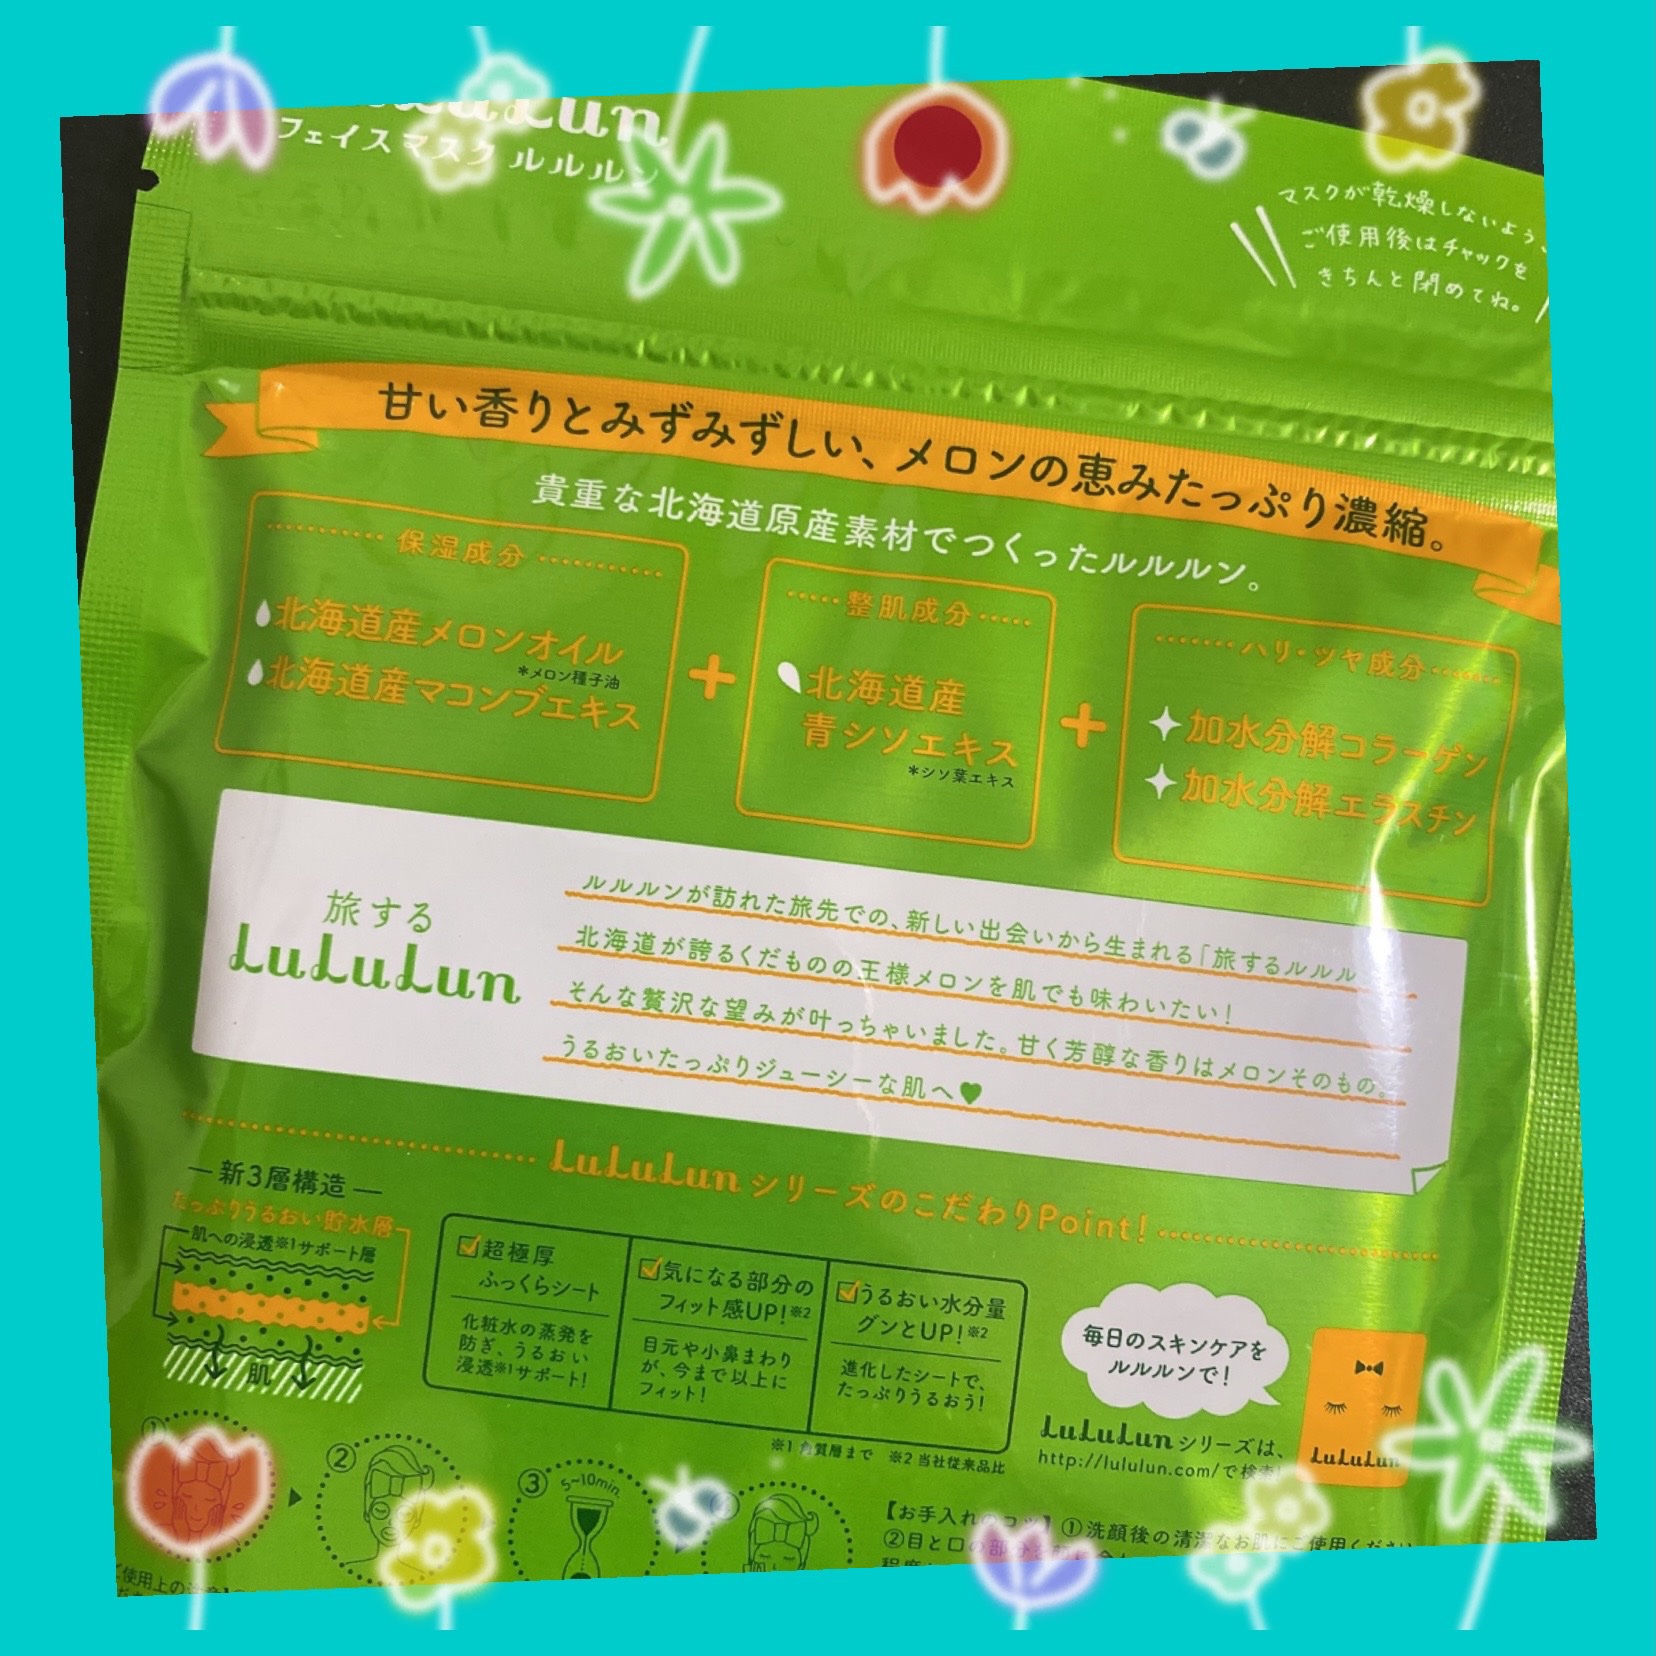 フェイスマスク ルルルン
マスクが乾燥しないよう、
ご使用後はチャックを
きちんと閉めてね。
甘い香りとみずみずしい、メロンの恵みたっぷり濃縮。
貴重な北海道原産素材でつくったルルルン。
保湿成分
北海道産メロンオイル
*メロン種子油
北海道産マコンブエキス
+
整肌成分
北海道産
青シソエキス
*シソ葉エキス
+
ハリ・ツヤ成分
加水分解コラーゲン
加水分解エラスチン
旅する
LuLuLun
ルルルンが訪れた旅先での、新しい出会いから生まれる「旅するルルル
北海道が誇るくだものの王様メロンを肌でも味わいたい!
そんな贅沢な望みが叶っちゃいました。甘く芳醇な香りはメロンそのもの。
うるおいたっぷりジューシーな肌へ♥
LuLuLunシリーズのこだわりPoint!
新3層構造
たっぷりうるおい貯水層
肌への浸透※1サポート層
肌
超極厚
ふっくらシート
化粧水の蒸発を
防ぎ、うるおい
浸透※1サポート!
気になる部分の
フィット感UP!※2
目元や小鼻まわり
が、今まで以上に
フィット!
うるおい水分量
グンとUP!※2
進化したシートで、
たっぷりうるおう!
※1 角質層まで ※2 当社従来品比
毎日のスキンケアを
ルルルンで!
LuLuLunシリーズは、
http://lululun.com/で検索!
LuLuLun
①
②
③
5~10min.
【お手入れのコツ】①洗顔後の清潔なお肌にご使用ください
②目と口の部分を